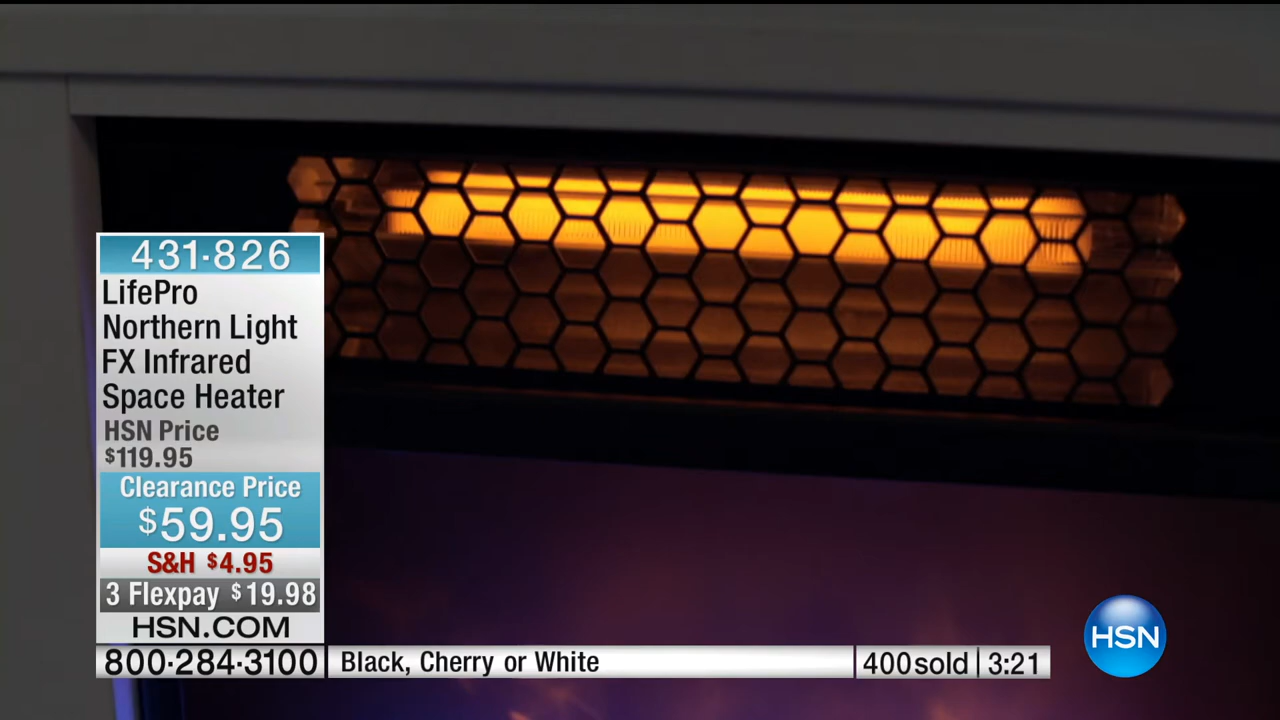 431·826
LifePro
Northern Light
FX Infrared
Space Heater
HSN Price
$119.95
Clearance Price
$59.95
S&H $4.95
3 Flexpay $19.98
HSN.COM
800·284·3100
Black, Cherry or White
400sold
3:21
HSN